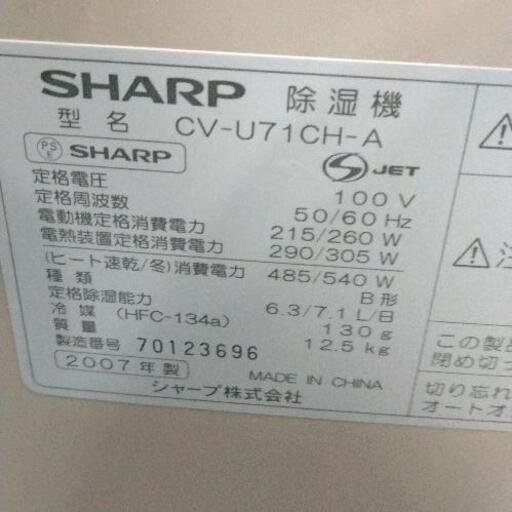 SHARP 除湿機
型名 CV-U71CH-A
PS E SHARP
S JET
定格電圧 100 V
定格周波数 50/60 Hz
電動機定格消費電力 215/260 W
電熱装置定格消費電力 290/305 W
(ヒート速乾/冬)消費電力 485/540 W
種類 B形
定格除湿能力 6.3/7.1 L/日
冷媒 (HFC-134a) 130g
質量 12.5kg
製造番号 70123696
2007年製 MADE IN CHINA
シャープ株式会社
注
この製
閉め切っ
切り忘れ
オートオ